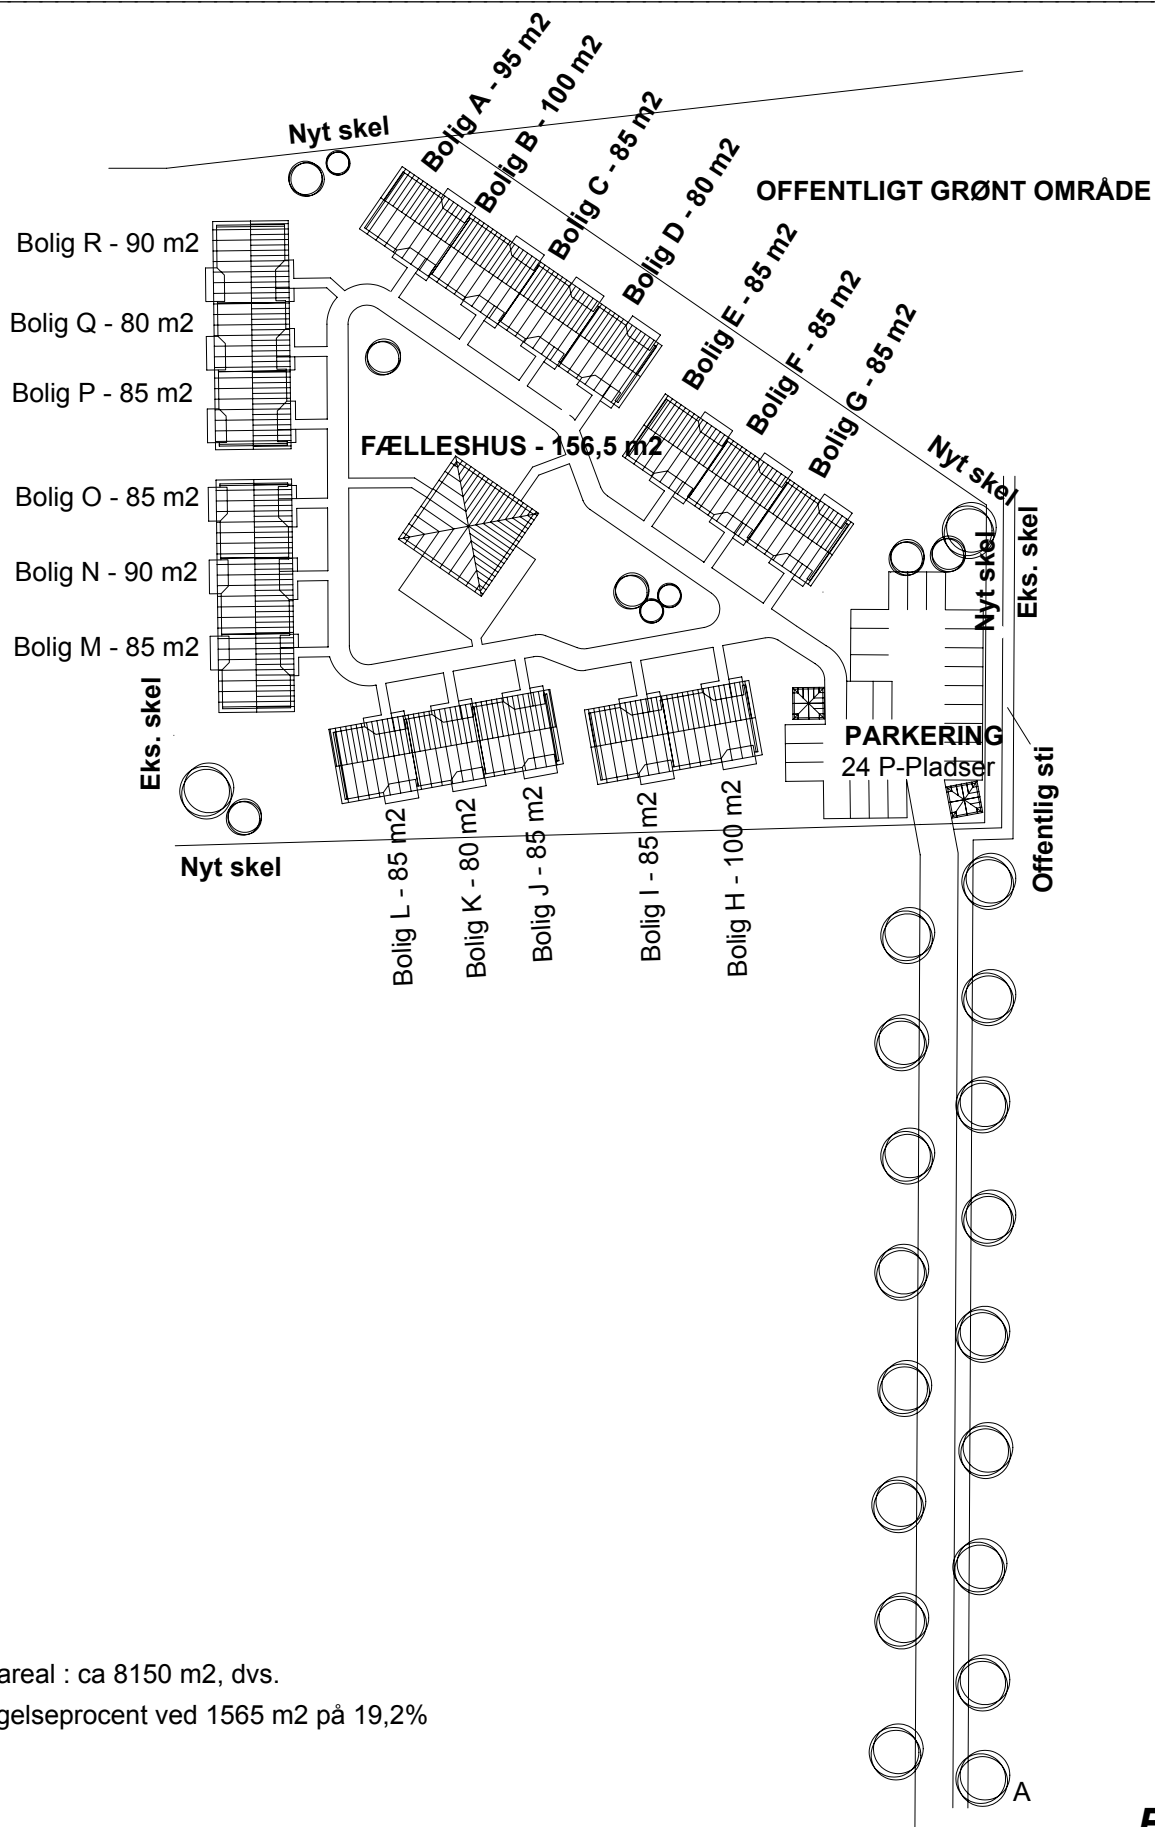 Bolig A - 95 m2
Bolig B - 100 m2
Bolig C - 85 m2
Bolig D - 80 m2
Nyt skel
OFFENTLIGT GRØNT OMRÅDE
Bolig R - 90 m2
Bolig E - 85 m2
Bolig F - 85 m2
Bolig G - 85 m2
Bolig Q - 80 m2
Bolig P - 85 m2
FÆLLESHUS - 156,5 m2
Nyt skel
Bolig O - 85 m2
Nyt skel
Eks. skel
Bolig N - 90 m2
Bolig M - 85 m2
Eks. skel
PARKERING
24 P-Pladser
Offentlig sti
Nyt skel
Bolig L - 85 m2
Bolig K - 80 m2
Bolig J - 85 m2
Bolig I - 85 m2
Bolig H - 100 m2
areal : ca 8150 m2, dvs.
gelseprocent ved 1565 m2 på 19,2%
A